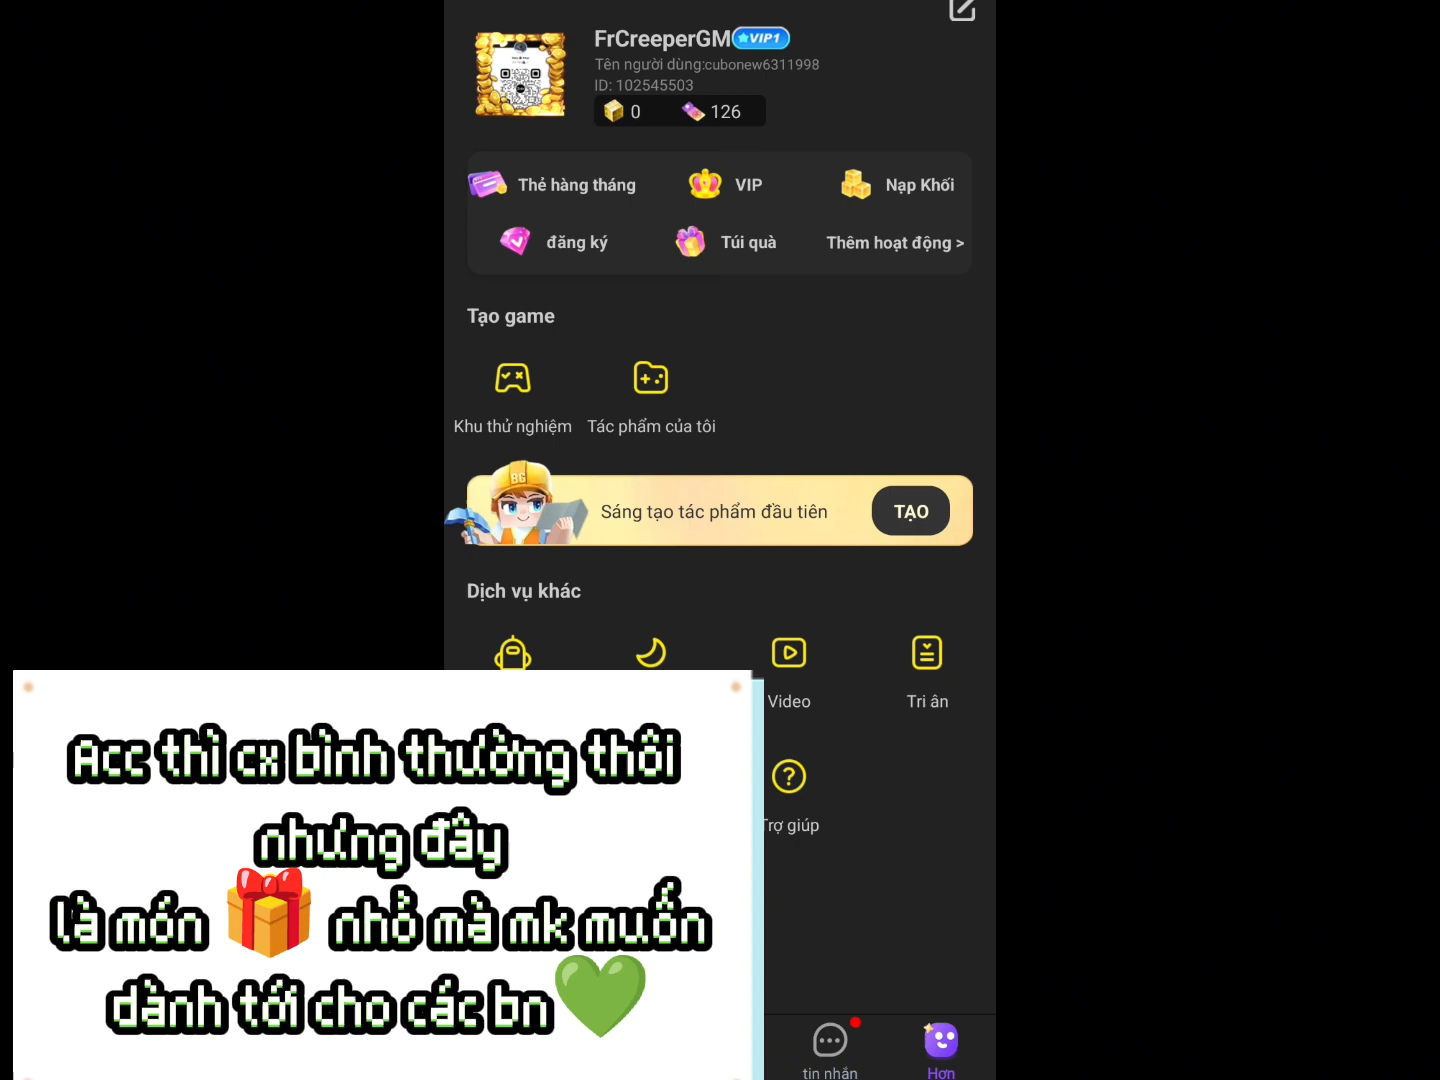 FrCreeperGM VIP1
Tên người dùng:cubonew6311998
ID: 102545503
0 126
Thẻ hàng tháng VIP Nạp Khối
đăng ký Túi quà Thêm hoạt động >
Tạo game
Khu thử nghiệm Tác phẩm của tôi
BG
Sáng tạo tác phẩm đầu tiên TẠO
Dịch vụ khác
Video Tri ân
Trợ giúp
Acc thì cx bình thường thôi
nhưng đây
là món 🎁 nhỏ mà mk muốn
dành tới cho các bn💚
tin nhắn Hơn